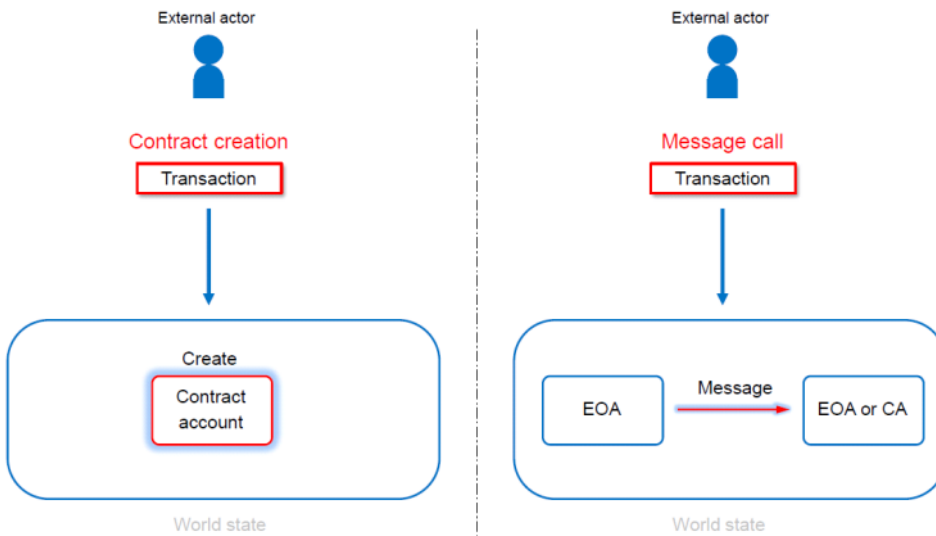 External actor
Contract creation
Transaction
Create
Contract
account
World state
External actor
Message call
Transaction
EOA
Message
EOA or CA
World state